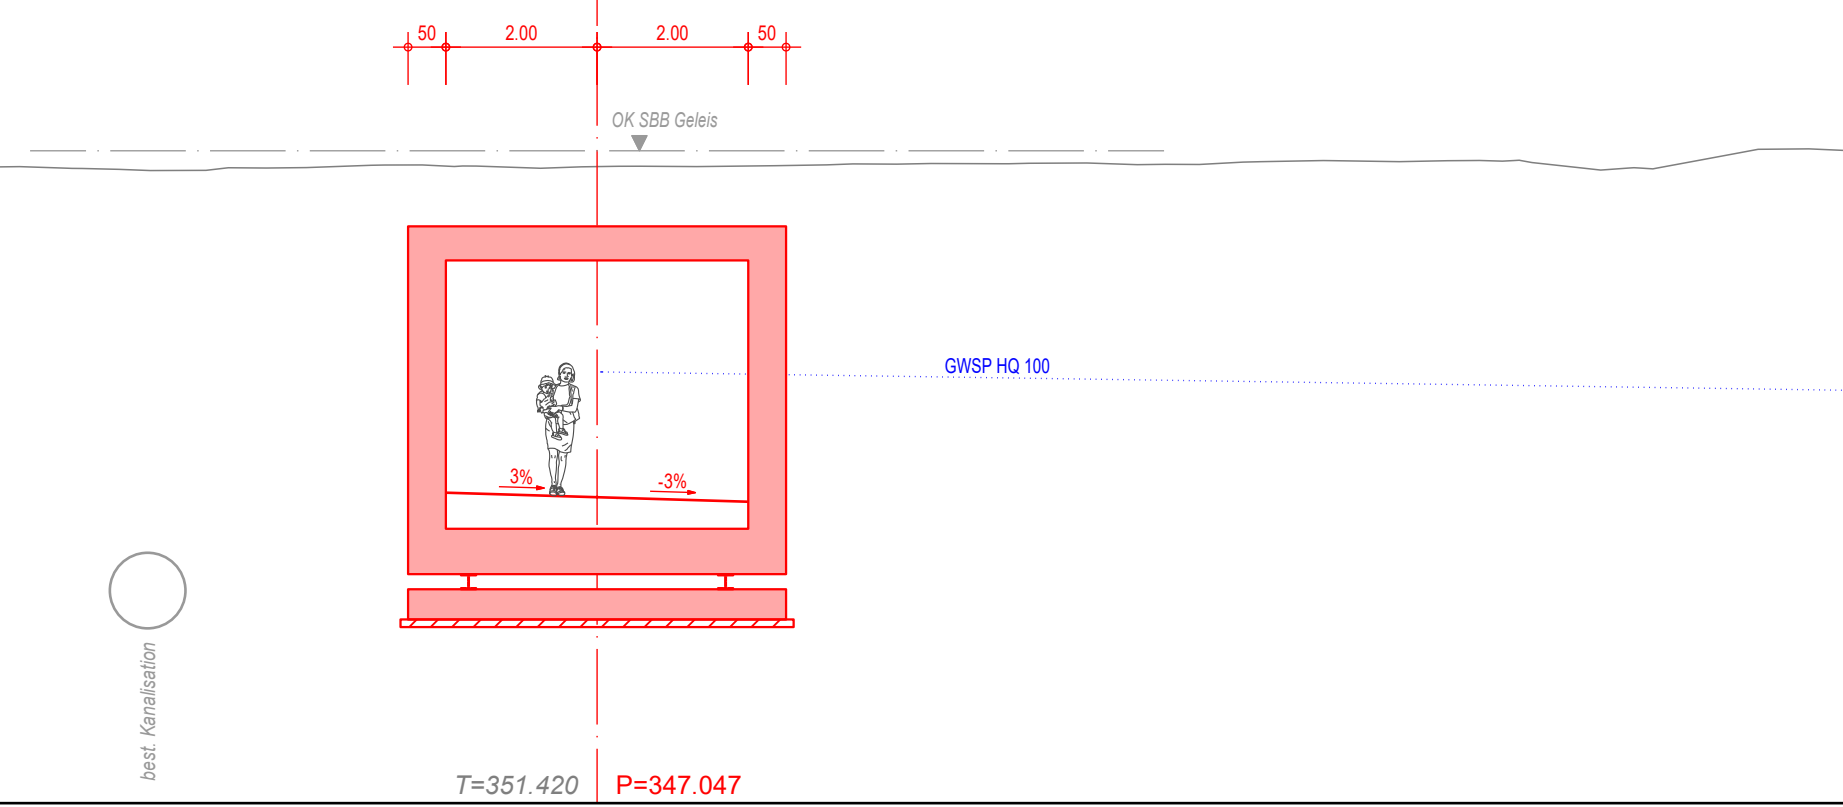 50 2.00 2.00 50
OK SBB Geleis
GWSP HQ 100
3% -3%
best. Kanalisation
T=351.420 P=347.047